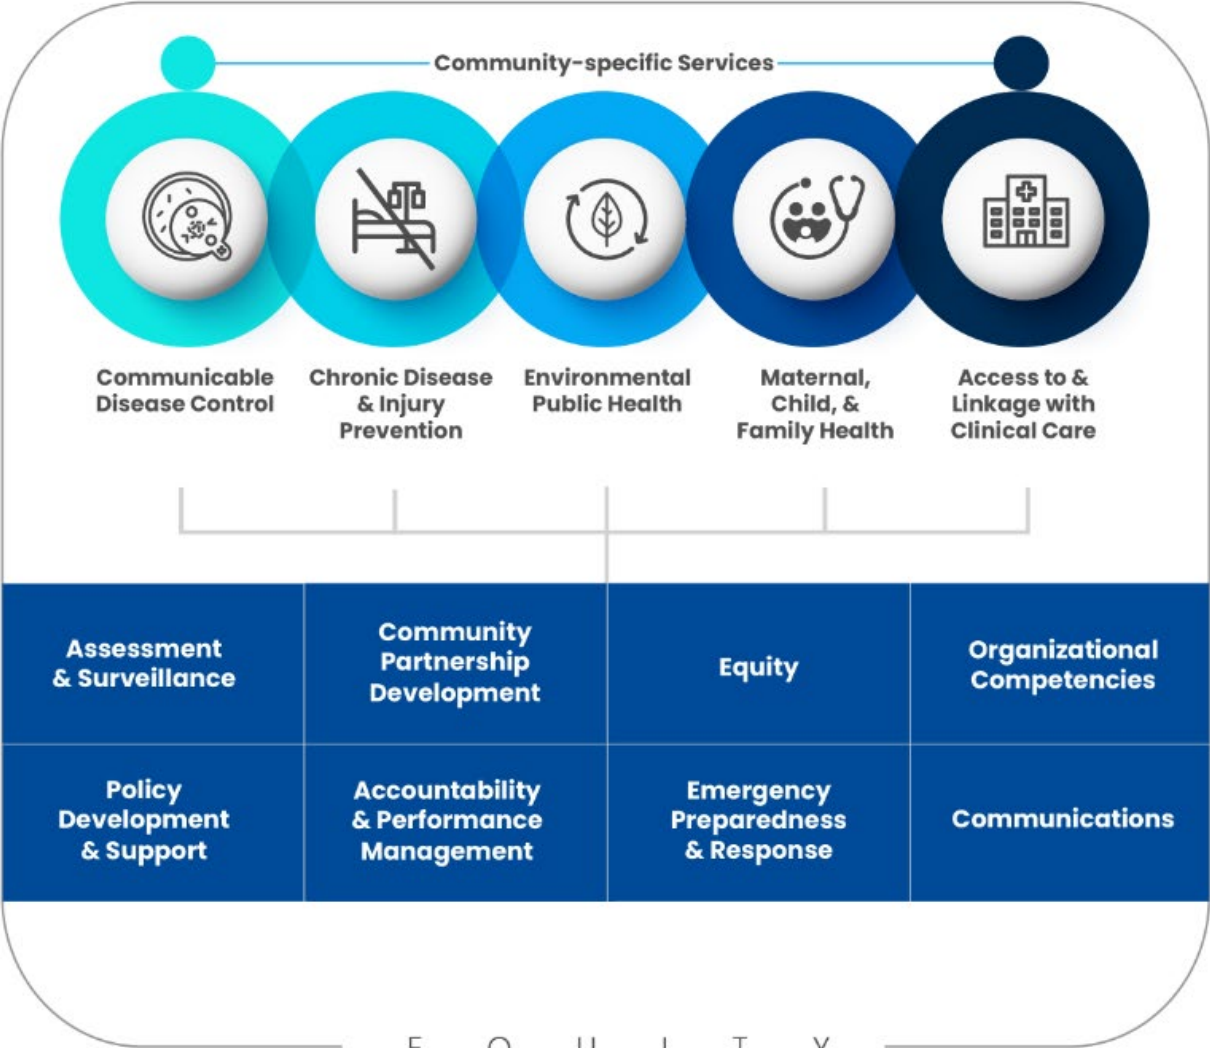 Community-specific Services
Communicable
Disease Control
Chronic Disease
& Injury
Prevention
Environmental
Public Health
Maternal,
Child, &
Family Health
Access to &
Linkage with
Clinical Care
Assessment
& Surveillance
Community
Partnership
Development
Equity
Organizational
Competencies
Policy
Development
& Support
Accountability
& Performance
Management
Emergency
Preparedness
& Response
Communications
E Q U I T Y